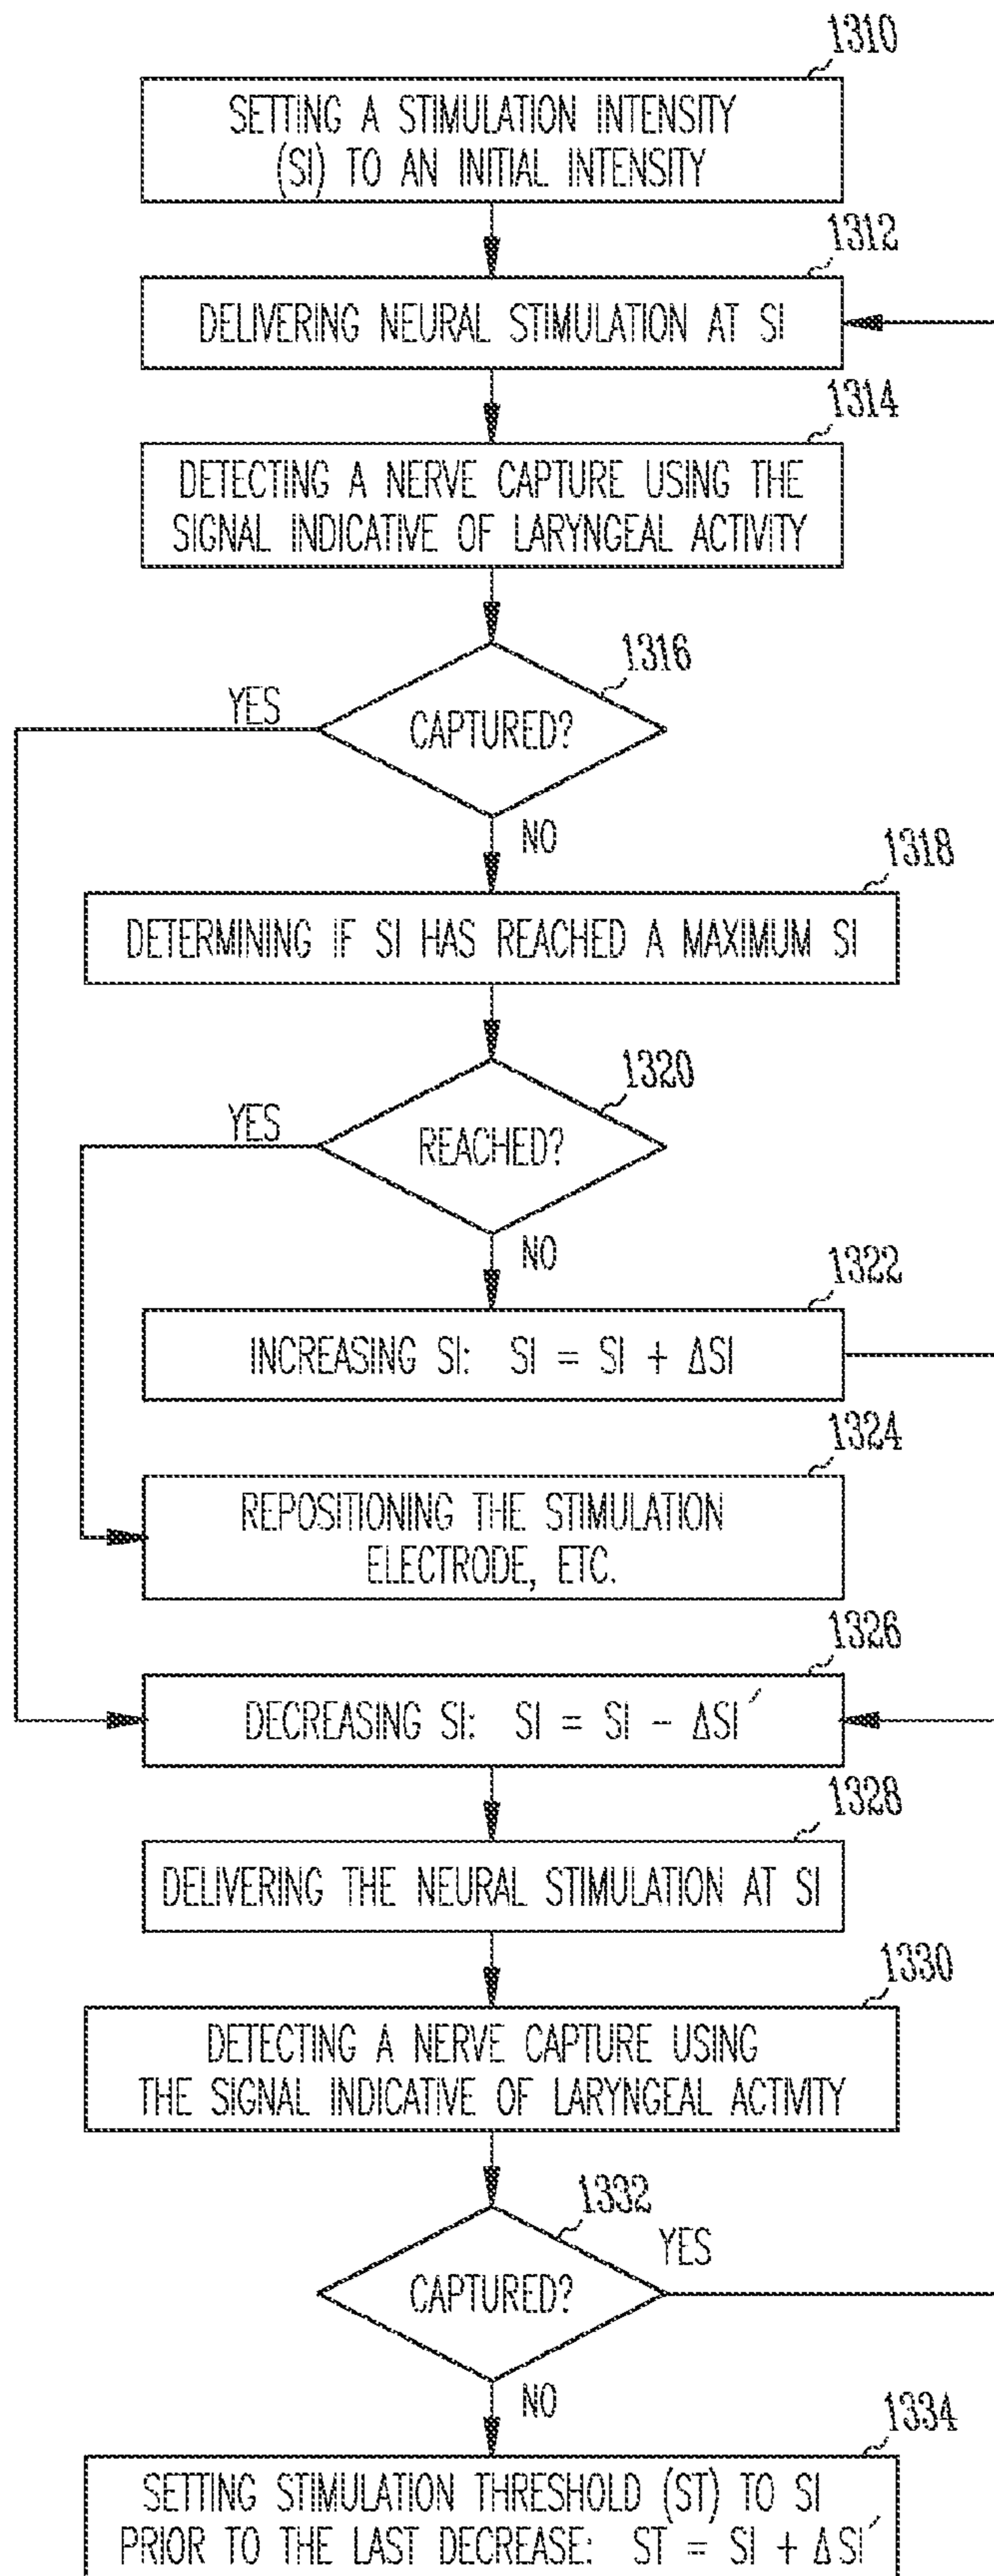 1310
SETTING A STIMULATION INTENSITY
(SI) TO AN INITIAL INTENSITY
1312
DELIVERING NEURAL STIMULATION AT SI
1314
DETECTING A NERVE CAPTURE USING THE
SIGNAL INDICATIVE OF LARYNGEAL ACTIVITY
1316
YES
CAPTURED?
NO
1318
DETERMINING IF SI HAS REACHED A MAXIMUM SI
1320
YES
REACHED?
NO
1322
INCREASING SI: SI = SI + ΔSI
1324
REPOSITIONING THE STIMULATION
ELECTRODE, ETC.
1326
DECREASING SI: SI = SI - ΔSI´
1328
DELIVERING THE NEURAL STIMULATION AT SI
1330
DETECTING A NERVE CAPTURE USING
THE SIGNAL INDICATIVE OF LARYNGEAL ACTIVITY
1332
YES
CAPTURED?
NO
1334
SETTING STIMULATION THRESHOLD (ST) TO SI
PRIOR TO THE LAST DECREASE: ST = SI + ΔSI´